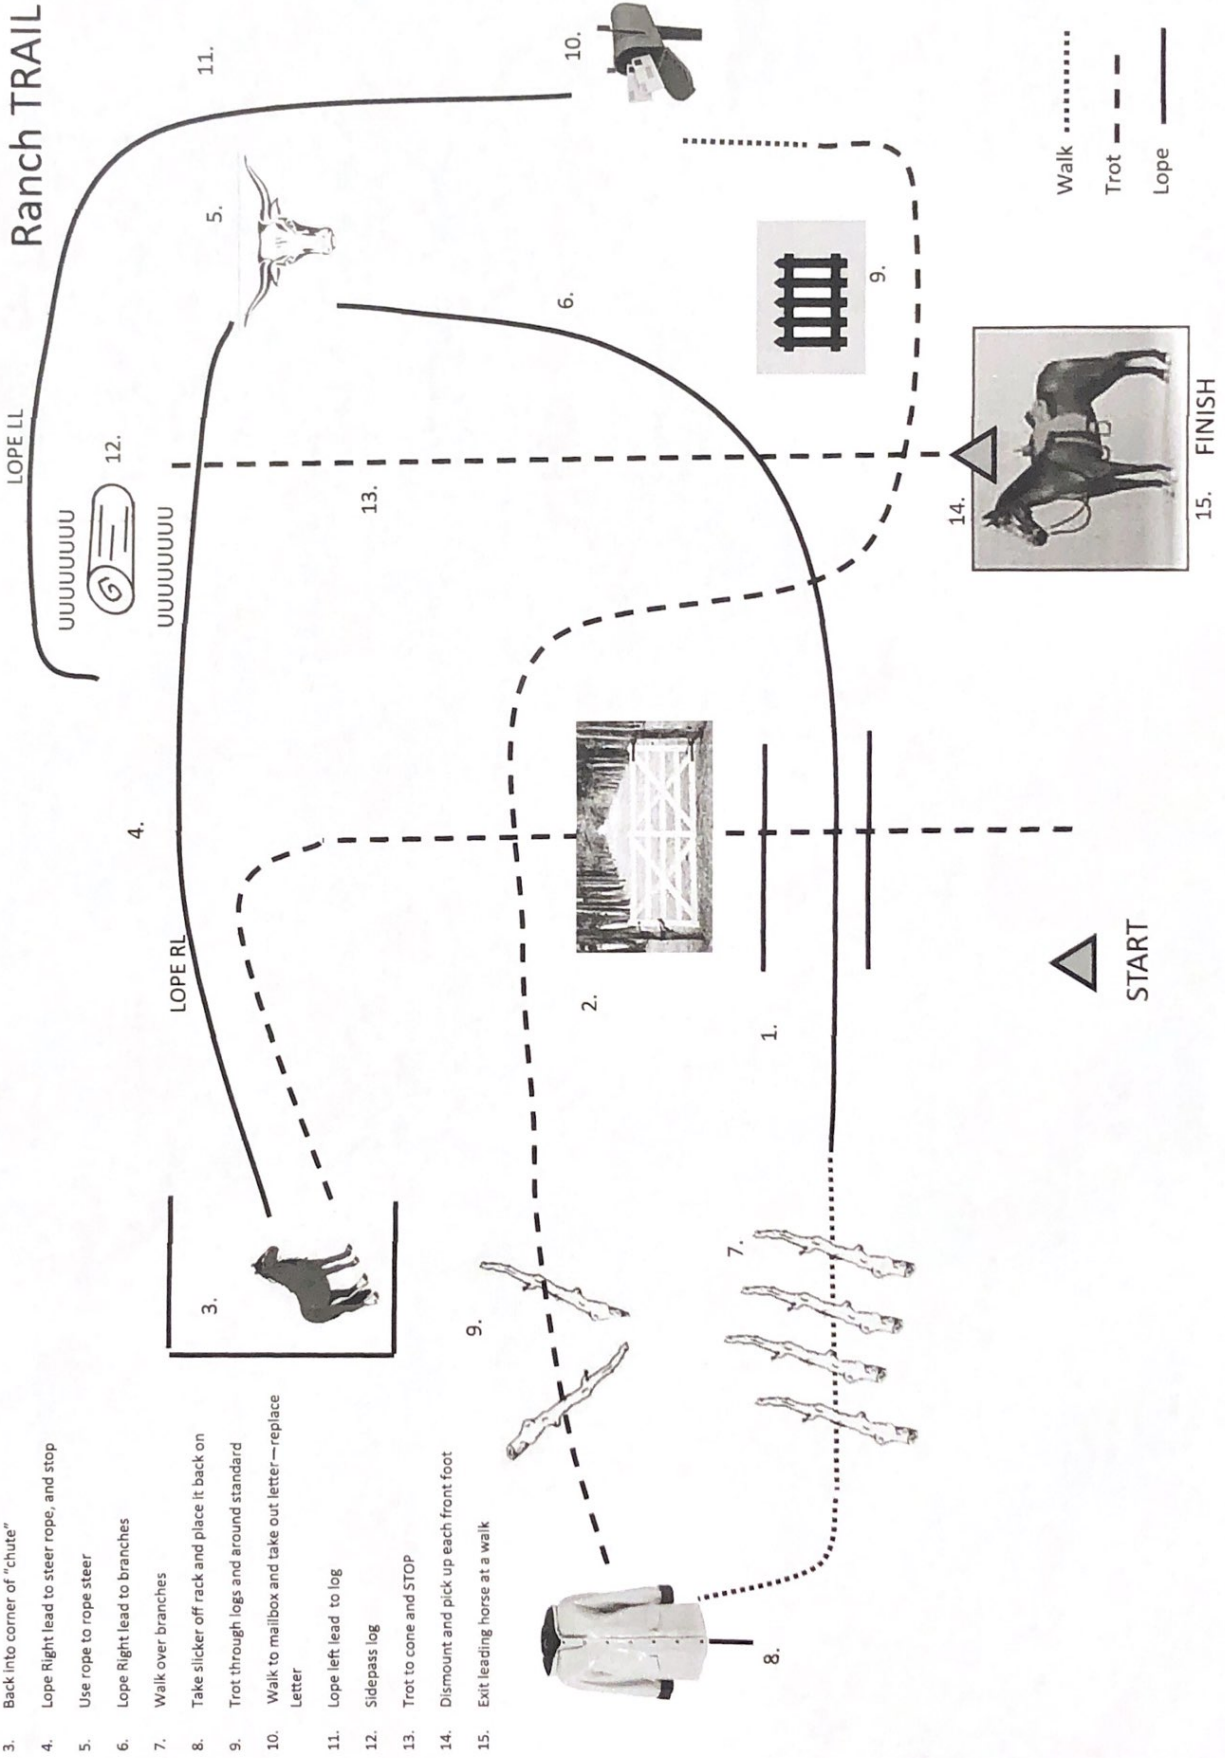 Ranch TRAIL
3. Back into corner of "chute"
4. Lope Right lead to steer rope, and stop
5. Use rope to rope steer
6. Lope Right lead to branches
7. Walk over branches
8. Take slicker off rack and place it back on
9. Trot through logs and around standard
10. Walk to mailbox and take out letter—replace
Letter
11. Lope left lead to log
12. Sidepass log
13. Trot to cone and STOP
14. Dismount and pick up each front foot
15. Exit leading horse at a walk
LOPE LL
11.
10.
5.
12.
UUUUUUUUU
UUUUUUUUU
4.
LOPE RL
6.
13.
3.
9.
2.
9.
1.
7.
8.
14.
15. FINISH
START
Walk
Trot
Lope